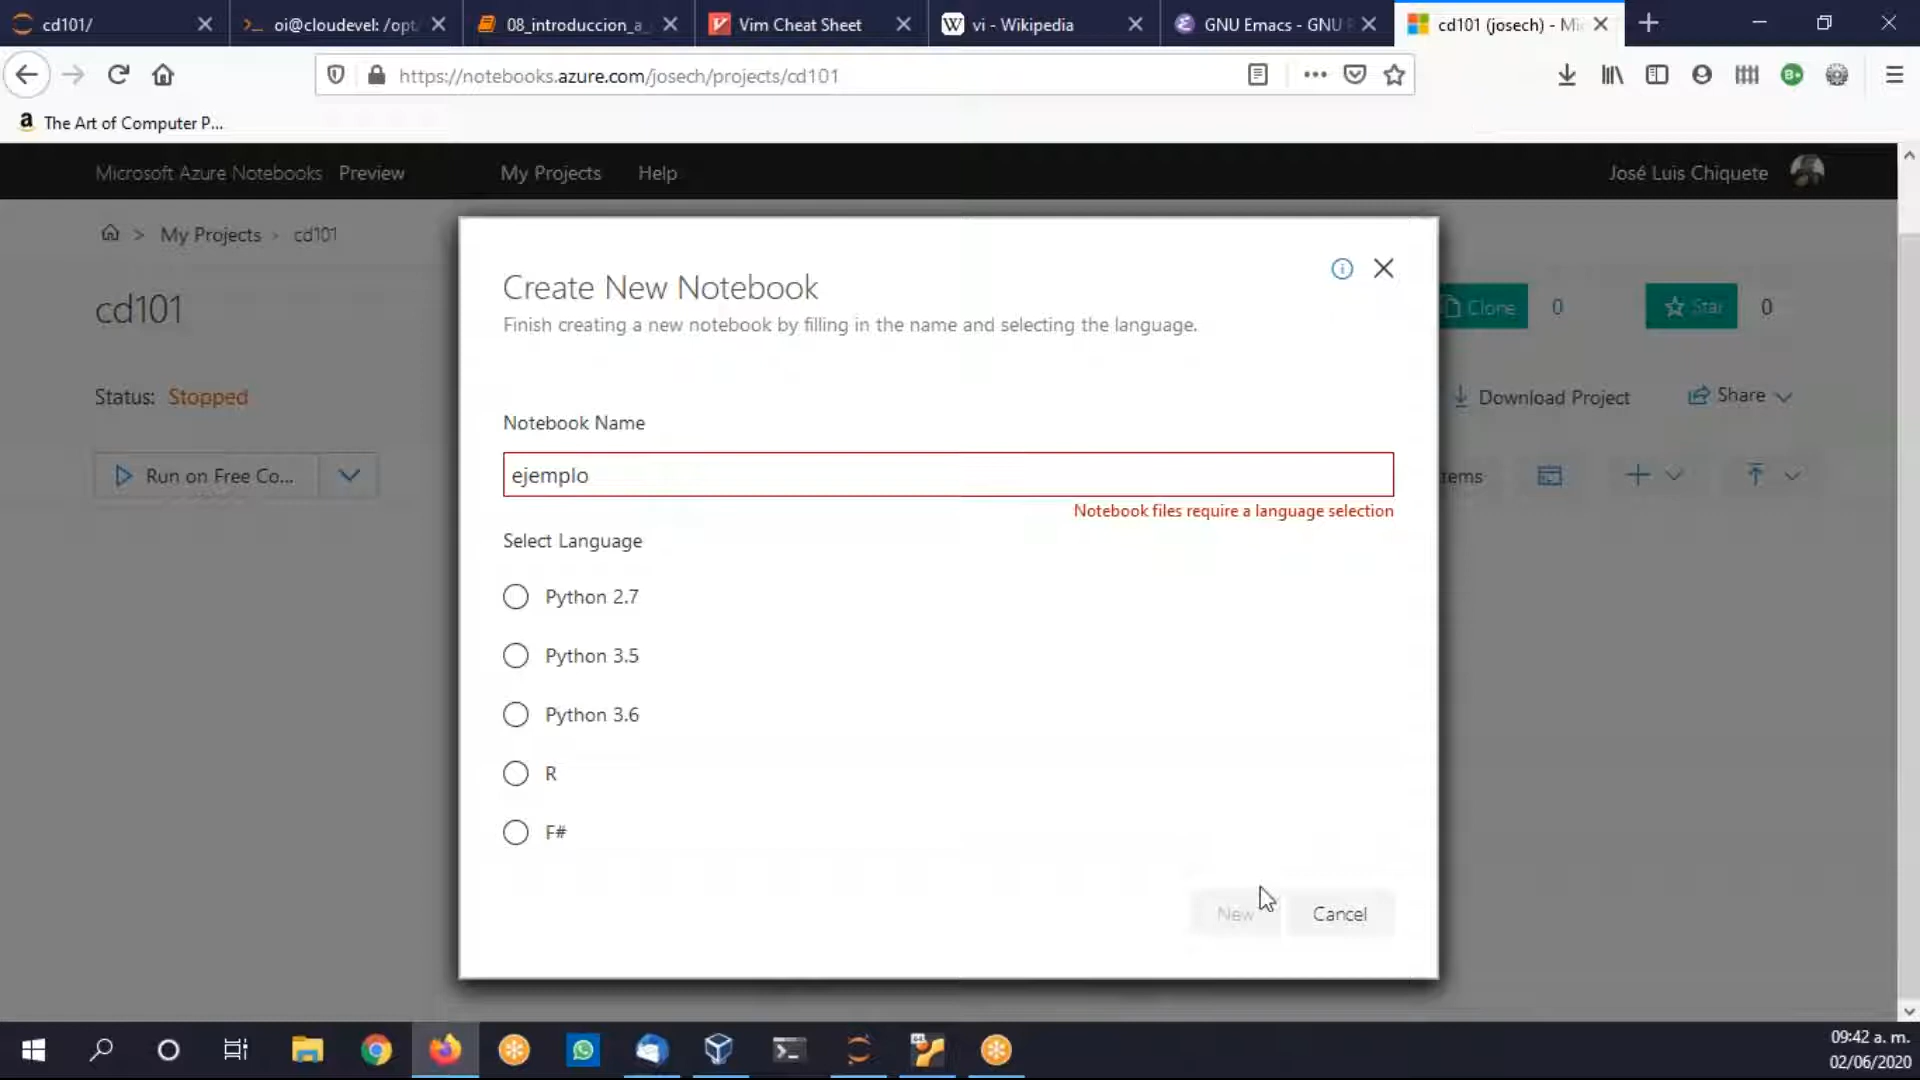 cd101/
oi@cloudevel: /opt
08_introduccion_a_
Vim Cheat Sheet
vi - Wikipedia
GNU Emacs - GNU
cd101 (josech) - Mi
https://notebooks.azure.com/josech/projects/cd101
The Art of Computer P...
Microsoft Azure Notebooks Preview My Projects Help José Luis Chiquete
> My Projects > cd101
cd101
Clone 0 Star 0
Status: Stopped
Download Project Share
Run on Free Co...
Create New Notebook
Finish creating a new notebook by filling in the name and selecting the language.
Notebook Name
ejemplo
Notebook files require a language selection
Select Language
Python 2.7
Python 3.5
Python 3.6
R
F#
New Cancel
09:42 a. m.
02/06/2020